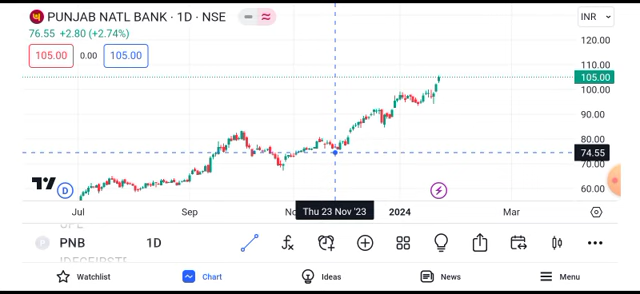 PUNJAB NATL BANK · 1D · NSE
INR
76.55 +2.80 (+2.74%)
105.00 0.00 105.00
120.00
105.00
100.00
90.00
80.00
74.55
70.00
60.00
D
Jul Sep Thu 23 Nov '23 2024 Mar
P PNB 1D
Watchlist Chart Ideas News Menu